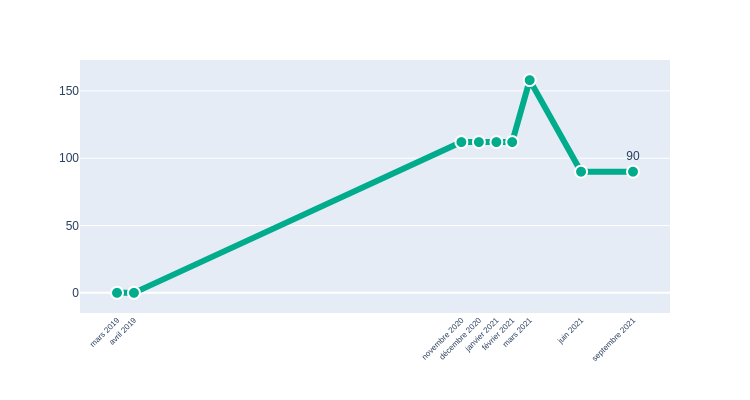 150
100
50
0
90
mars 2019
avril 2019
novembre 2020
décembre 2020
janvier 2021
février 2021
mars 2021
juin 2021
septembre 2021